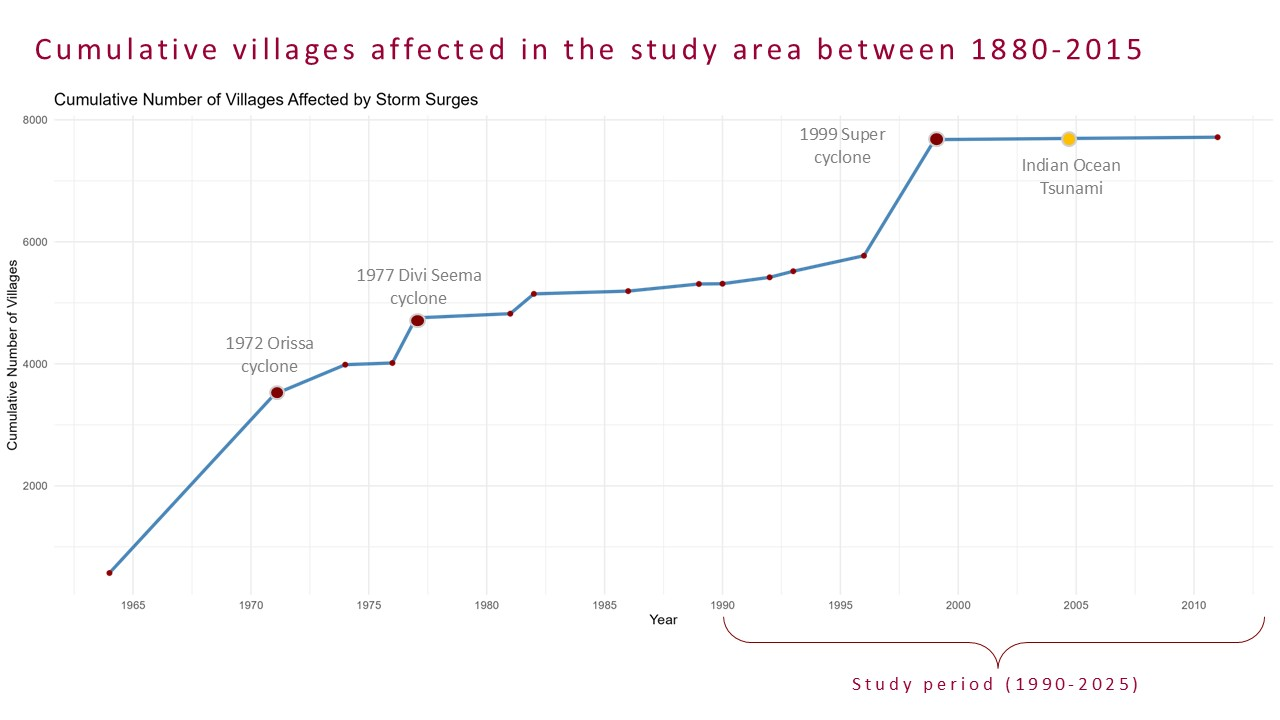 Cumulative villages affected in the study area between 1880-2015
Cumulative Number of Villages Affected by Storm Surges
8000
6000
4000
2000
Cumulative Number of Villages
1972 Orissa
cyclone
1977 Divi Seema
cyclone
1999 Super
cyclone
Indian Ocean
Tsunami
1965
1970
1975
1980
1985
1990
1995
2000
2005
2010
Year
Study period (1990-2025)